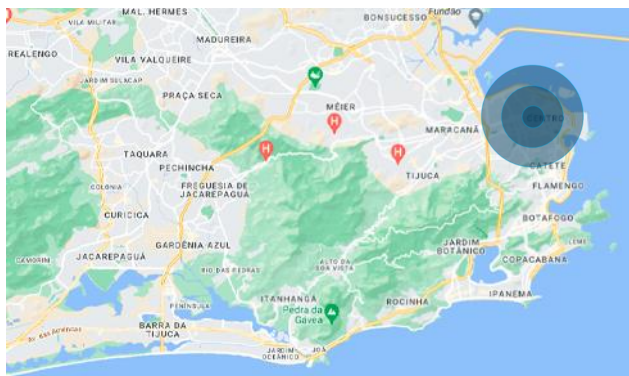 MAL. HERMES
BONSUCESSO
Fundão
VILA MILITAR
MADUREIRA
REALENGO
VILA VALQUEIRE
JARDIM SULACAP
PRAÇA SECA
MÉIER
H
CENTRO
MARACANÃ
H
H
TAQUARA
PECHINCHA
TIJUCA
CATETE
COLONIA
FREGUESIA DE
JACAREPAGUÁ
FLAMENGO
CURICICA
BOTAFOGO
GARDÊNIA AZUL
JARDIM
BOTÂNICO
LEME
CAMORIM
JACAREPAGUÁ
ALTO DA
BOA VISTA
COPACABANA
RIO DAS PEDRAS
ITANHANGÁ
ROCINHA
IPANEMA
PENÍNSULA
Pedra da
Gávea
Av. das Américas
BARRA DA
TIJUCA
JARDIM
OCEÂNICO
JOÁ